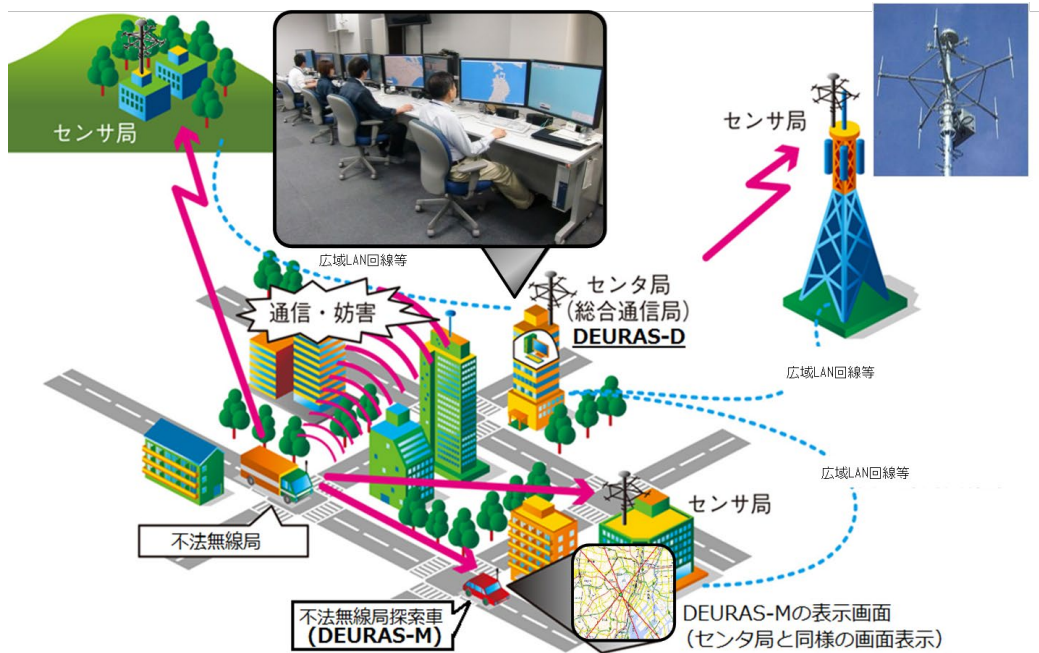 センサ局
センサ局
広域LAN回線等
通信・妨害
センタ局
(総合通信局)
DEURAS-D
広域LAN回線等
広域LAN回線等
センサ局
不法無線局
不法無線局探索車
(DEURAS-M)
DEURAS-Mの表示画面
(センタ局と同様の画面表示)